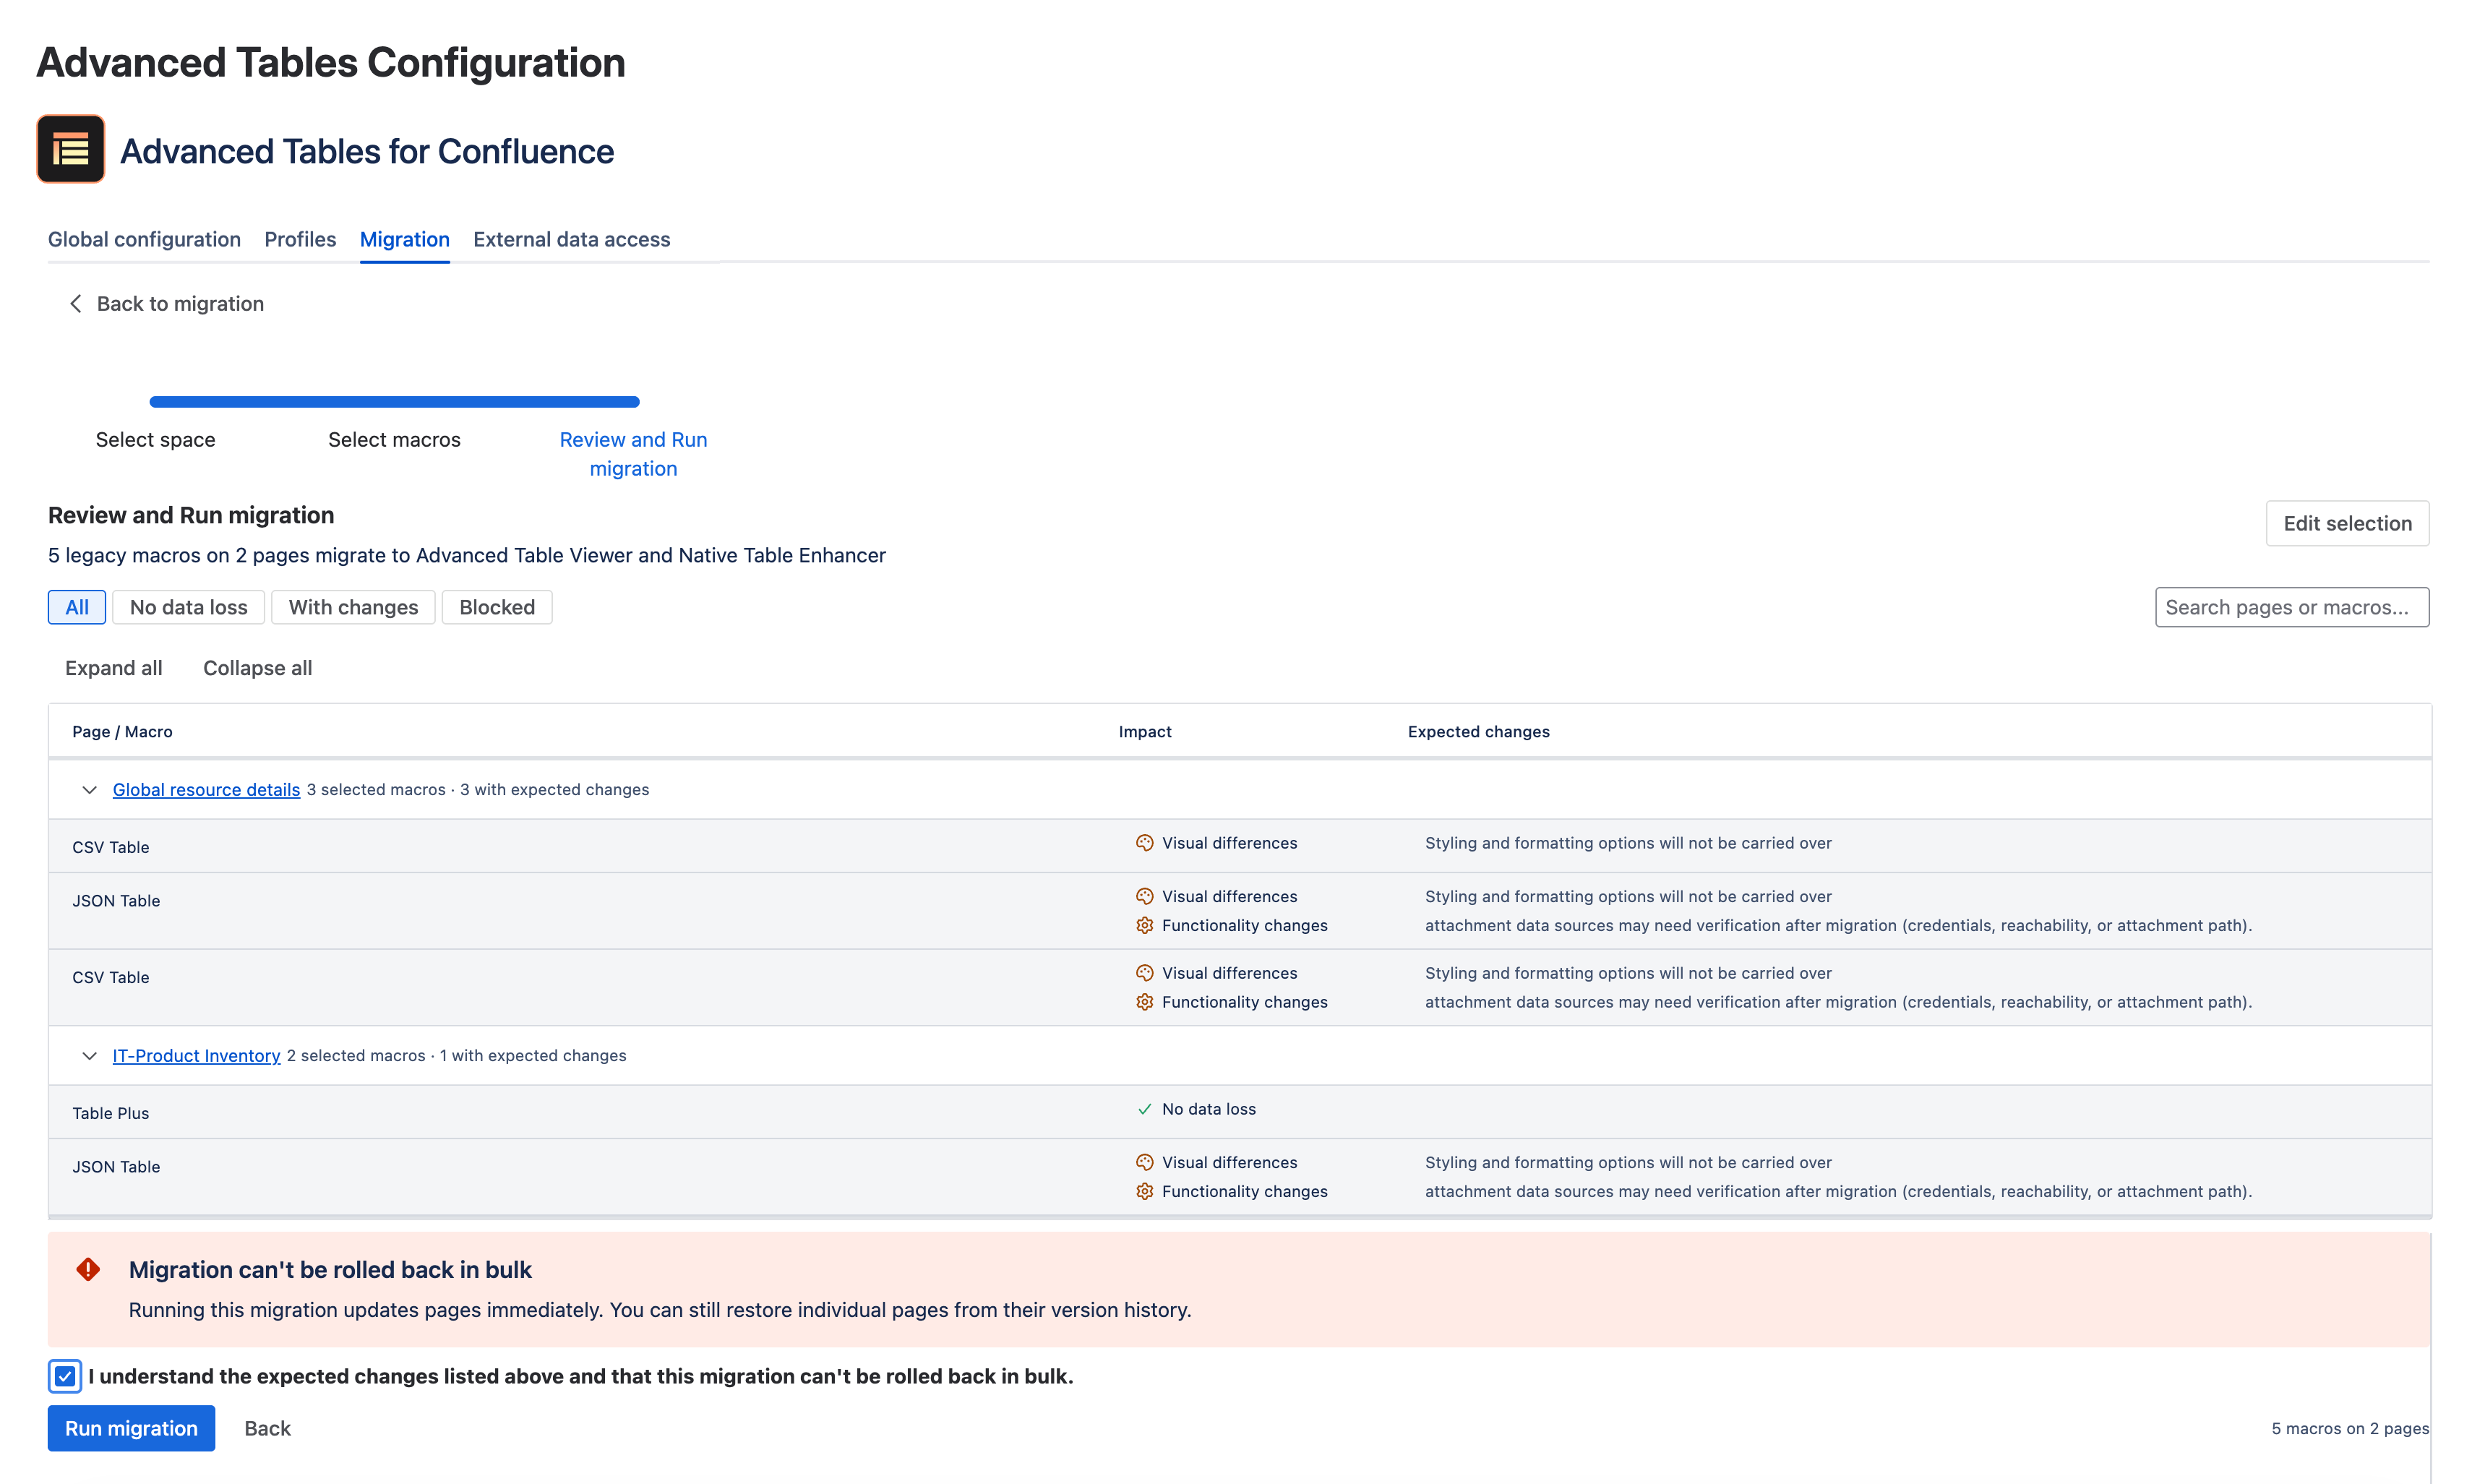 Advanced Tables Configuration
Advanced Tables for Confluence
Global configuration Profiles Migration External data access
Back to migration
Select space Select macros Review and Run
migration
Review and Run migration
Edit selection
5 legacy macros on 2 pages migrate to Advanced Table Viewer and Native Table Enhancer
All No data loss With changes Blocked Search pages or macros...
Expand all Collapse all
Page / Macro Impact Expected changes
Global resource details 3 selected macros · 3 with expected changes
CSV Table Visual differences Styling and formatting options will not be carried over
JSON Table Visual differences Styling and formatting options will not be carried over
Functionality changes attachment data sources may need verification after migration (credentials, reachability, or attachment path).
CSV Table Visual differences Styling and formatting options will not be carried over
Functionality changes attachment data sources may need verification after migration (credentials, reachability, or attachment path).
IT-Product Inventory 2 selected macros · 1 with expected changes
Table Plus No data loss
JSON Table Visual differences Styling and formatting options will not be carried over
Functionality changes attachment data sources may need verification after migration (credentials, reachability, or attachment path).
Migration can't be rolled back in bulk
Running this migration updates pages immediately. You can still restore individual pages from their version history.
I understand the expected changes listed above and that this migration can't be rolled back in bulk.
Run migration Back 5 macros on 2 pages